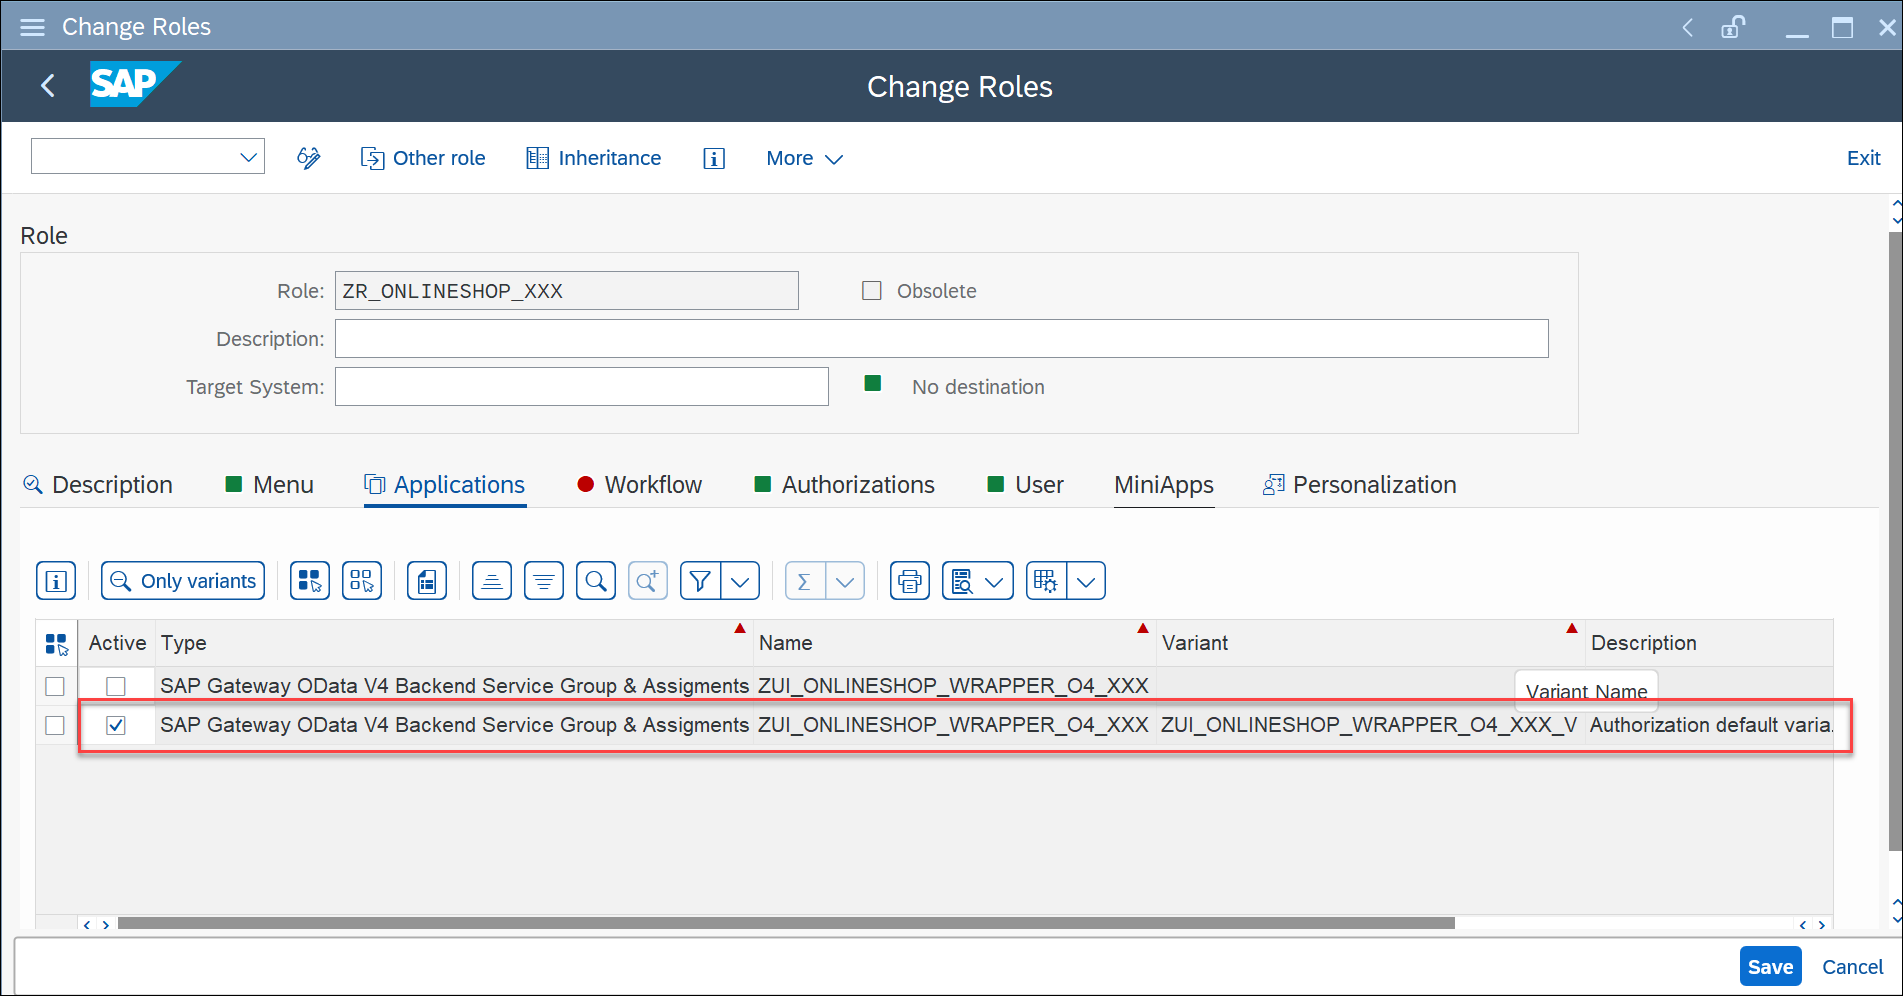 Change Roles
SAP Change Roles
Other role Inheritance More Exit
Role
Role: ZR_ONLINESHOP_XXX Obsolete
Description:
Target System: No destination
Description Menu Applications Workflow Authorizations User MiniApps Personalization
Only variants
Active Type Name Variant Description
SAP Gateway OData V4 Backend Service Group & Assigments ZUI_ONLINESHOP_WRAPPER_O4_XXX
Variant Name
SAP Gateway OData V4 Backend Service Group & Assigments ZUI_ONLINESHOP_WRAPPER_O4_XXX ZUI_ONLINESHOP_WRAPPER_O4_XXX_V Authorization default varia.
Save Cancel